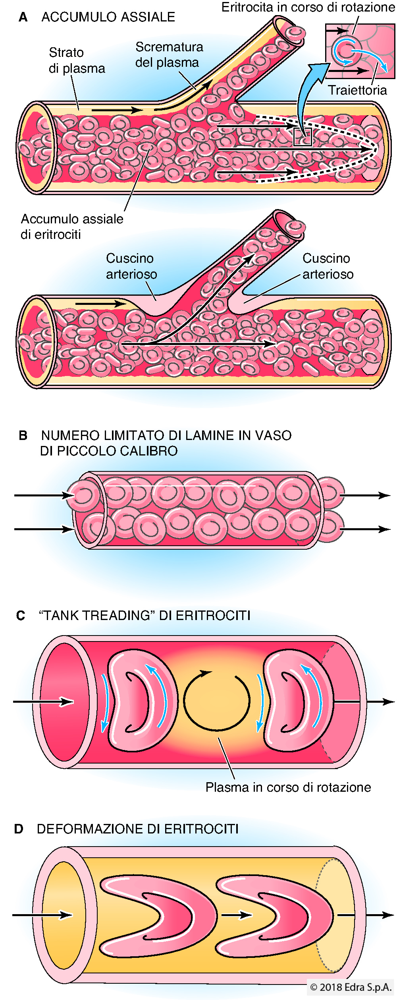 Eritrocita in corso di rotazione
A ACCUMULO ASSIALE
Strato
di plasma
Scrematura
del plasma
Traiettoria
Accumulo assiale
di eritrociti
Cuscino
arterioso
Cuscino
arterioso
B NUMERO LIMITATO DI LAMINE IN VASO
DI PICCOLO CALIBRO
C “TANK TREADING” DI ERITROCITI
Plasma in corso di rotazione
D DEFORMAZIONE DI ERITROCITI
© 2018 Edra S.p.A.